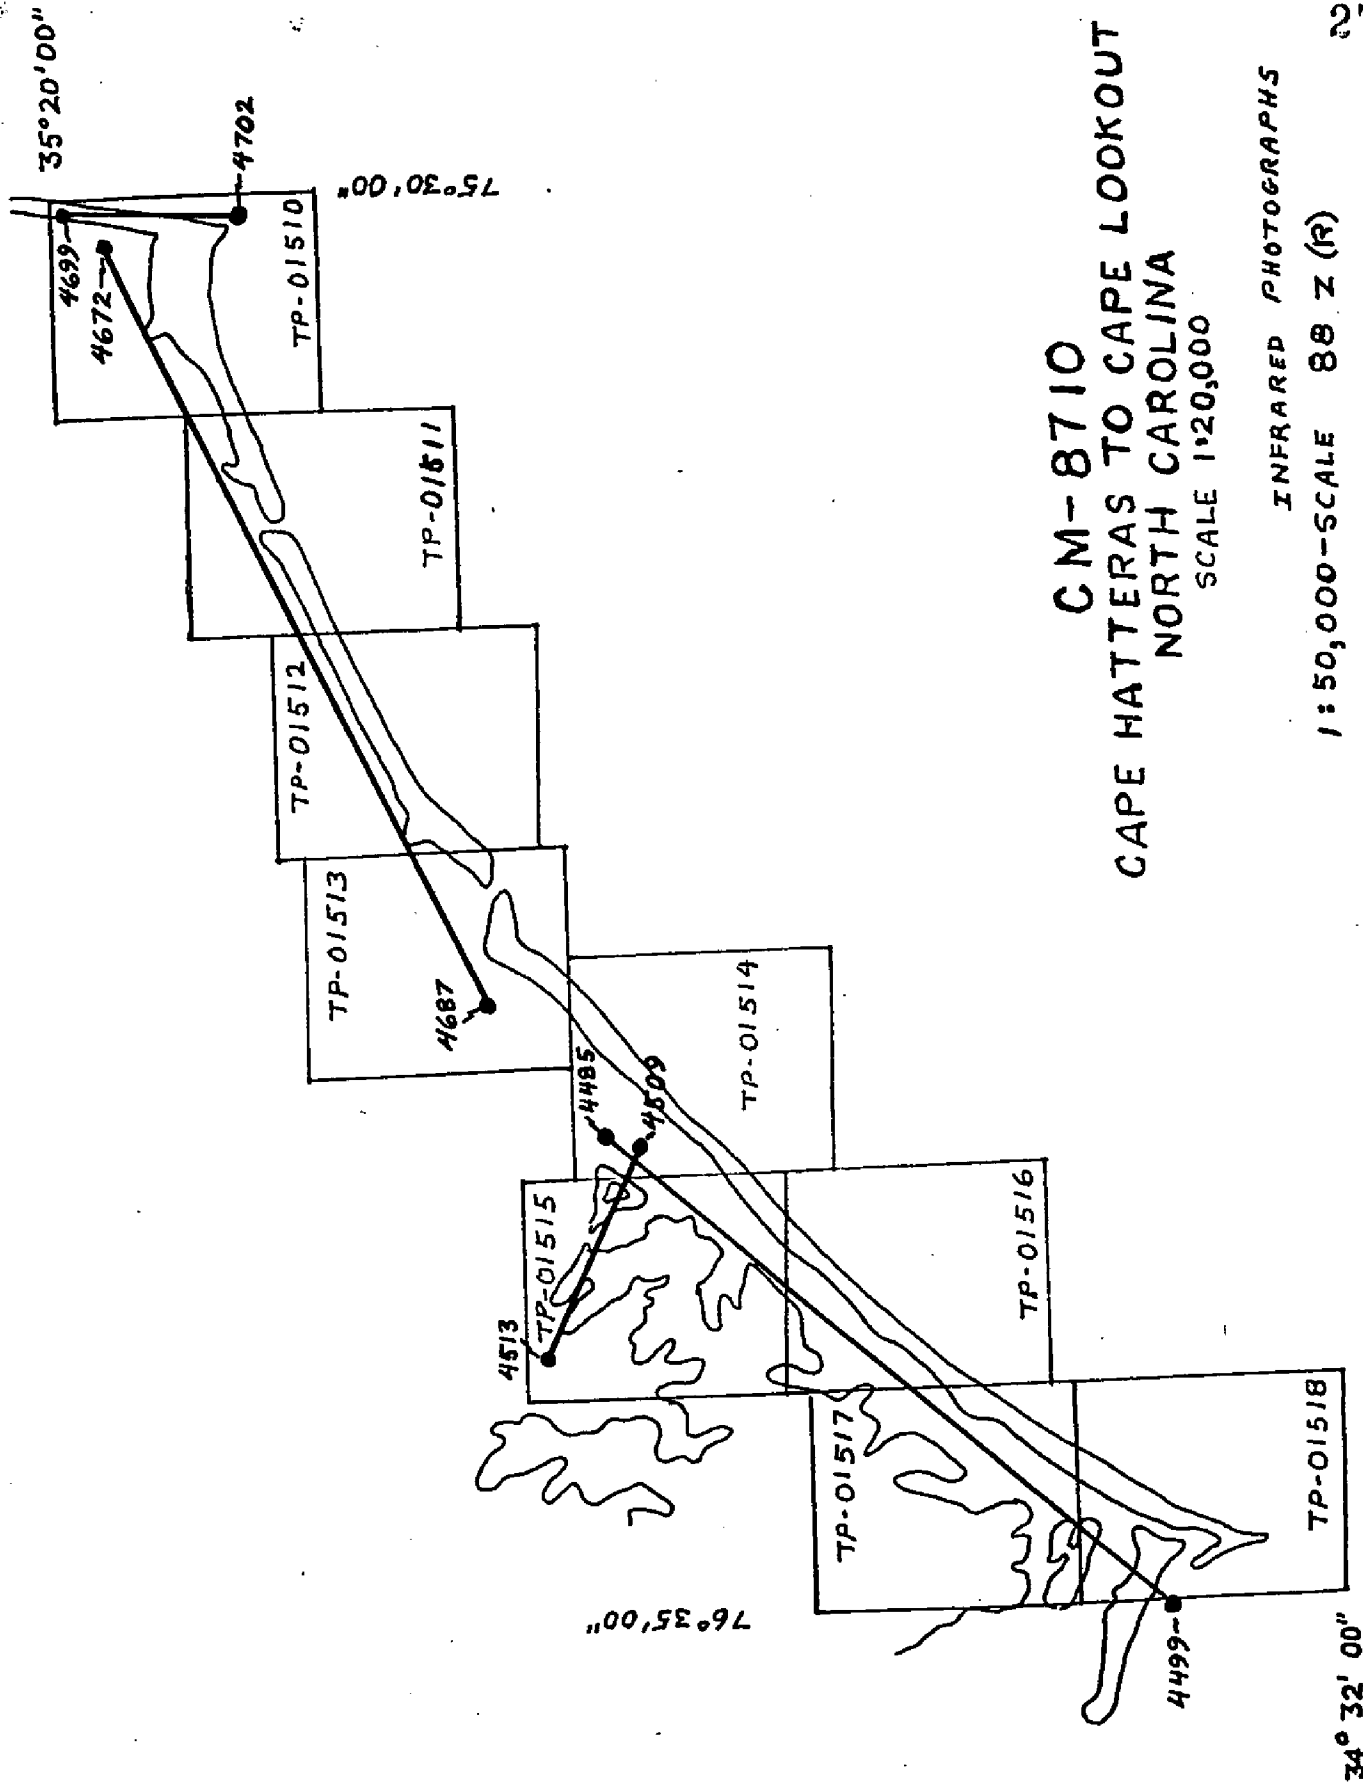 35°20'00"
4699
4672
4702
75°30'00"
TP-01510
TP-01511
TP-01512
TP-01513
4687
TP-01514
4485
4509
4513
TP-01515
TP-01516
TP-01517
TP-01518
76°35'00"
4499
34° 32' 00"
CM-8710
CAPE HATTERAS TO CAPE LOOKOUT
NORTH CAROLINA
SCALE 1:20,000
INFRARED PHOTOGRAPHS
1:50,000-SCALE 88 Z (R)